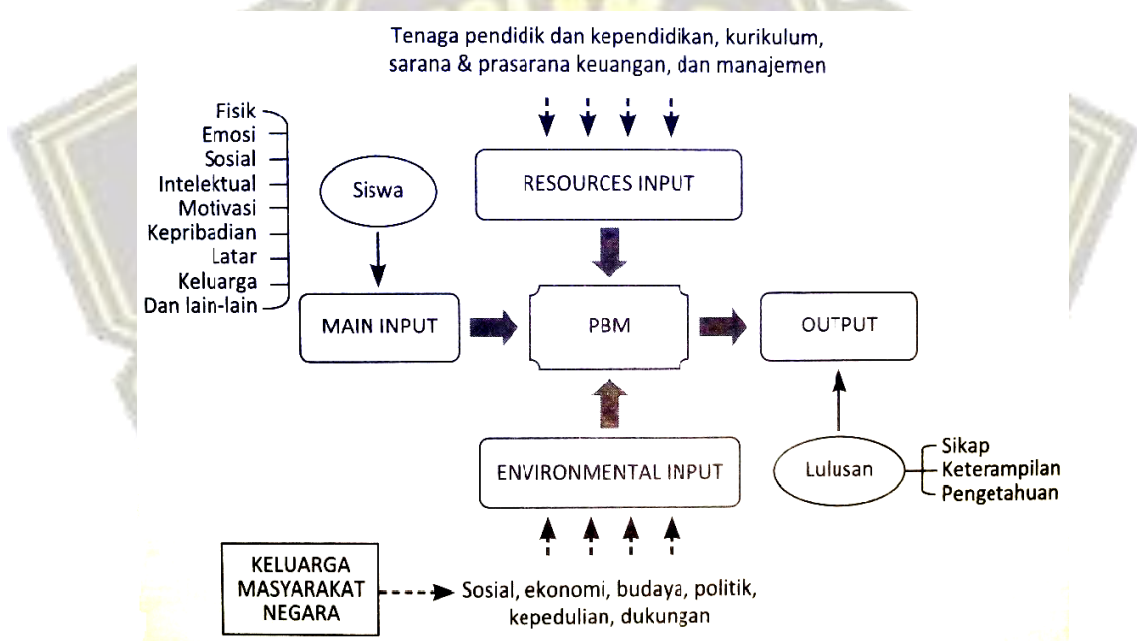 Tenaga pendidik dan kependidikan, kurikulum,
sarana & prasarana keuangan, dan manajemen
Fisik
Emosi
Sosial
Intelektual
Motivasi
Kepribadian
Latar
Keluarga
Dan lain-lain
Siswa
RESOURCES INPUT
MAIN INPUT
PBM
OUTPUT
ENVIRONMENTAL INPUT
Lulusan
Sikap
Keterampilan
Pengetahuan
KELUARGA
MASYARAKAT
NEGARA
Sosial, ekonomi, budaya, politik,
kepedulian, dukungan